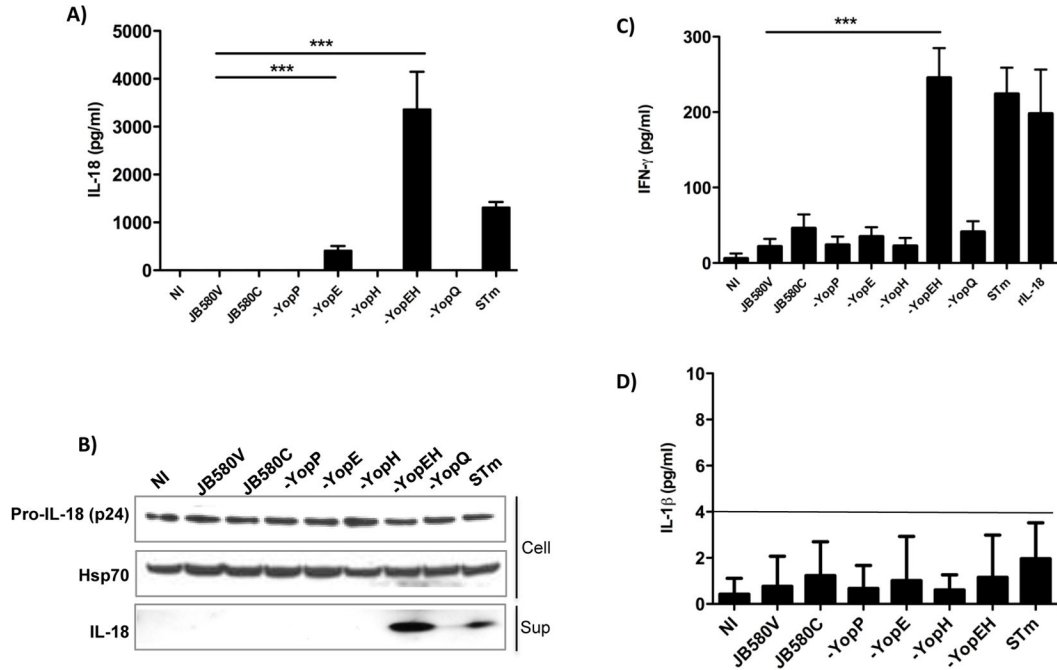 A)
***
***
5000
4000
3000
2000
1000
0
IL-18 (pg/ml)
NI
JB580V
JB580C
-YopP
-YopE
-YopH
-YopEH
-YopQ
STm
B)
NI
JB580V
JB580C
-YopP
-YopE
-YopH
-YopEH
-YopQ
STm
Pro-IL-18 (p24)
Hsp70
IL-18
Cell
Sup
C)
***
300
200
100
0
IFN-γ (pg/ml)
NI
JB580V
JB580C
-YopP
-YopE
-YopH
-YopEH
-YopQ
STm
rIL-18
D)
10
8
6
4
2
0
IL-1β (pg/ml)
NI
JB580V
JB580C
-YopP
-YopE
-YopH
-YopEH
STm